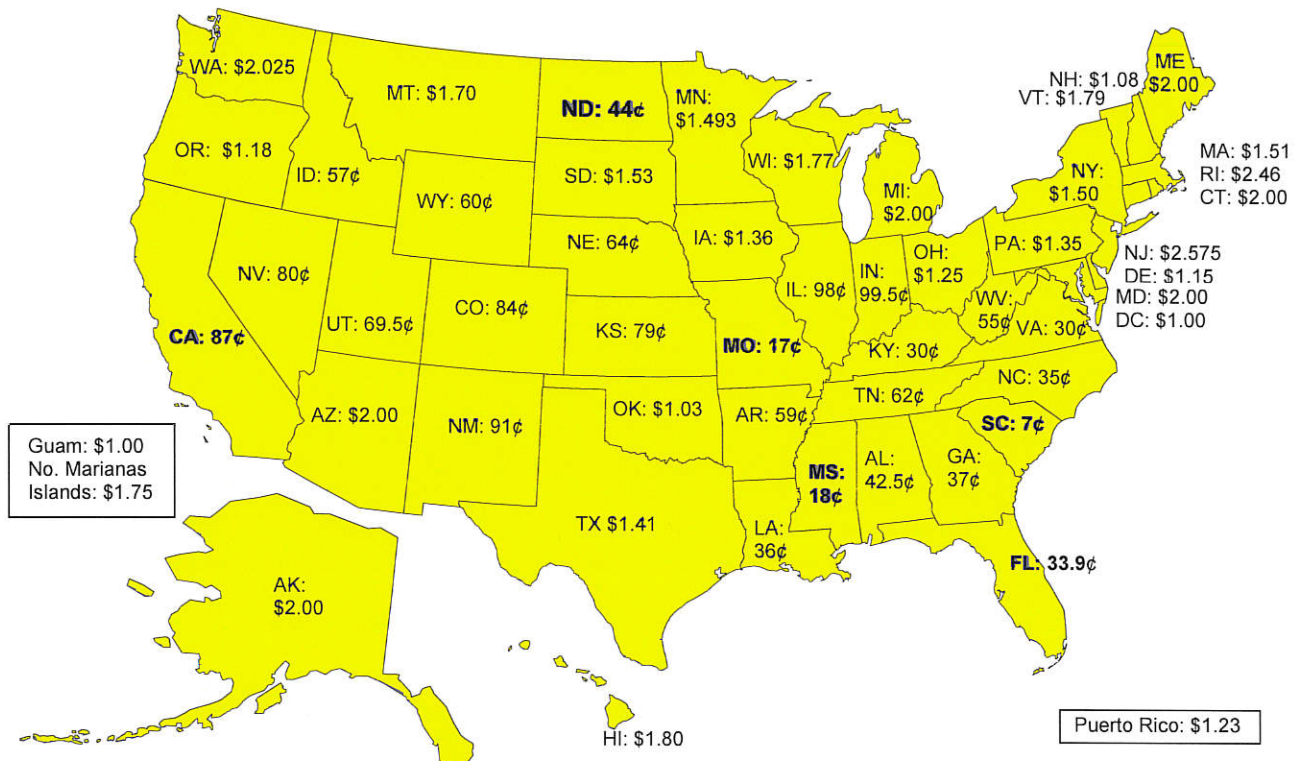 WA: $2.025
MT: $1.70
ND: 44¢
MN:
$1.493
NH: $1.08
VT: $1.79
ME
$2.00
OR: $1.18
ID: 57¢
WY: 60¢
SD: $1.53
WI: $1.77
MI:
$2.00
NY:
$1.50
MA: $1.51
RI: $2.46
CT: $2.00
NV: 80¢
UT: 69.5¢
CO: 84¢
NE: 64¢
IA: $1.36
IL: 98¢
IN:
99.5¢
OH:
$1.25
PA: $1.35
NJ: $2.575
DE: $1.15
MD: $2.00
DC: $1.00
CA: 87¢
KS: 79¢
MO: 17¢
KY: 30¢
WV:
55¢
VA: 30¢
AZ: $2.00
NM: 91¢
OK: $1.03
AR: 59¢
TN: 62¢
NC: 35¢
SC: 7¢
Guam: $1.00
No. Marianas
Islands: $1.75
TX $1.41
LA:
36¢
MS:
18¢
AL:
42.5¢
GA:
37¢
FL: 33.9¢
AK:
$2.00
HI: $1.80
Puerto Rico: $1.23